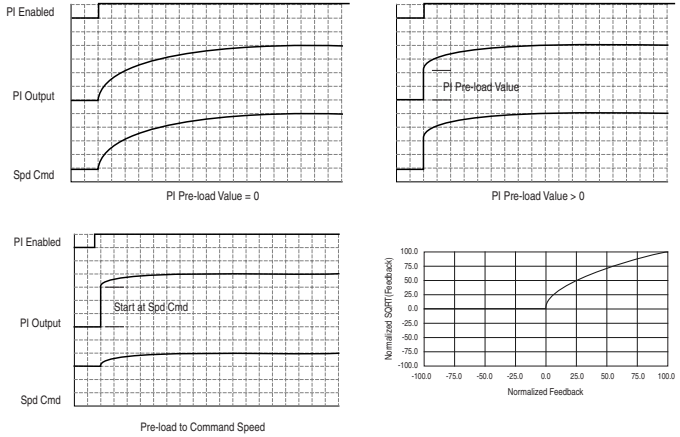 PI Enabled
PI Output
PI Pre-load Value
Spd Cmd
PI Pre-load Value = 0
PI Pre-load Value > 0
PI Enabled
PI Output
Start at Spd Cmd
Spd Cmd
Pre-load to Command Speed
Normalized SQRT(Feedback)
100.0
75.0
50.0
25.0
0.0
-25.0
-50.0
-75.0
-100.0
-100.0 -75.0 -50.0 -25.0 0.0 25.0 50.0 75.0 100.0
Normalized Feedback